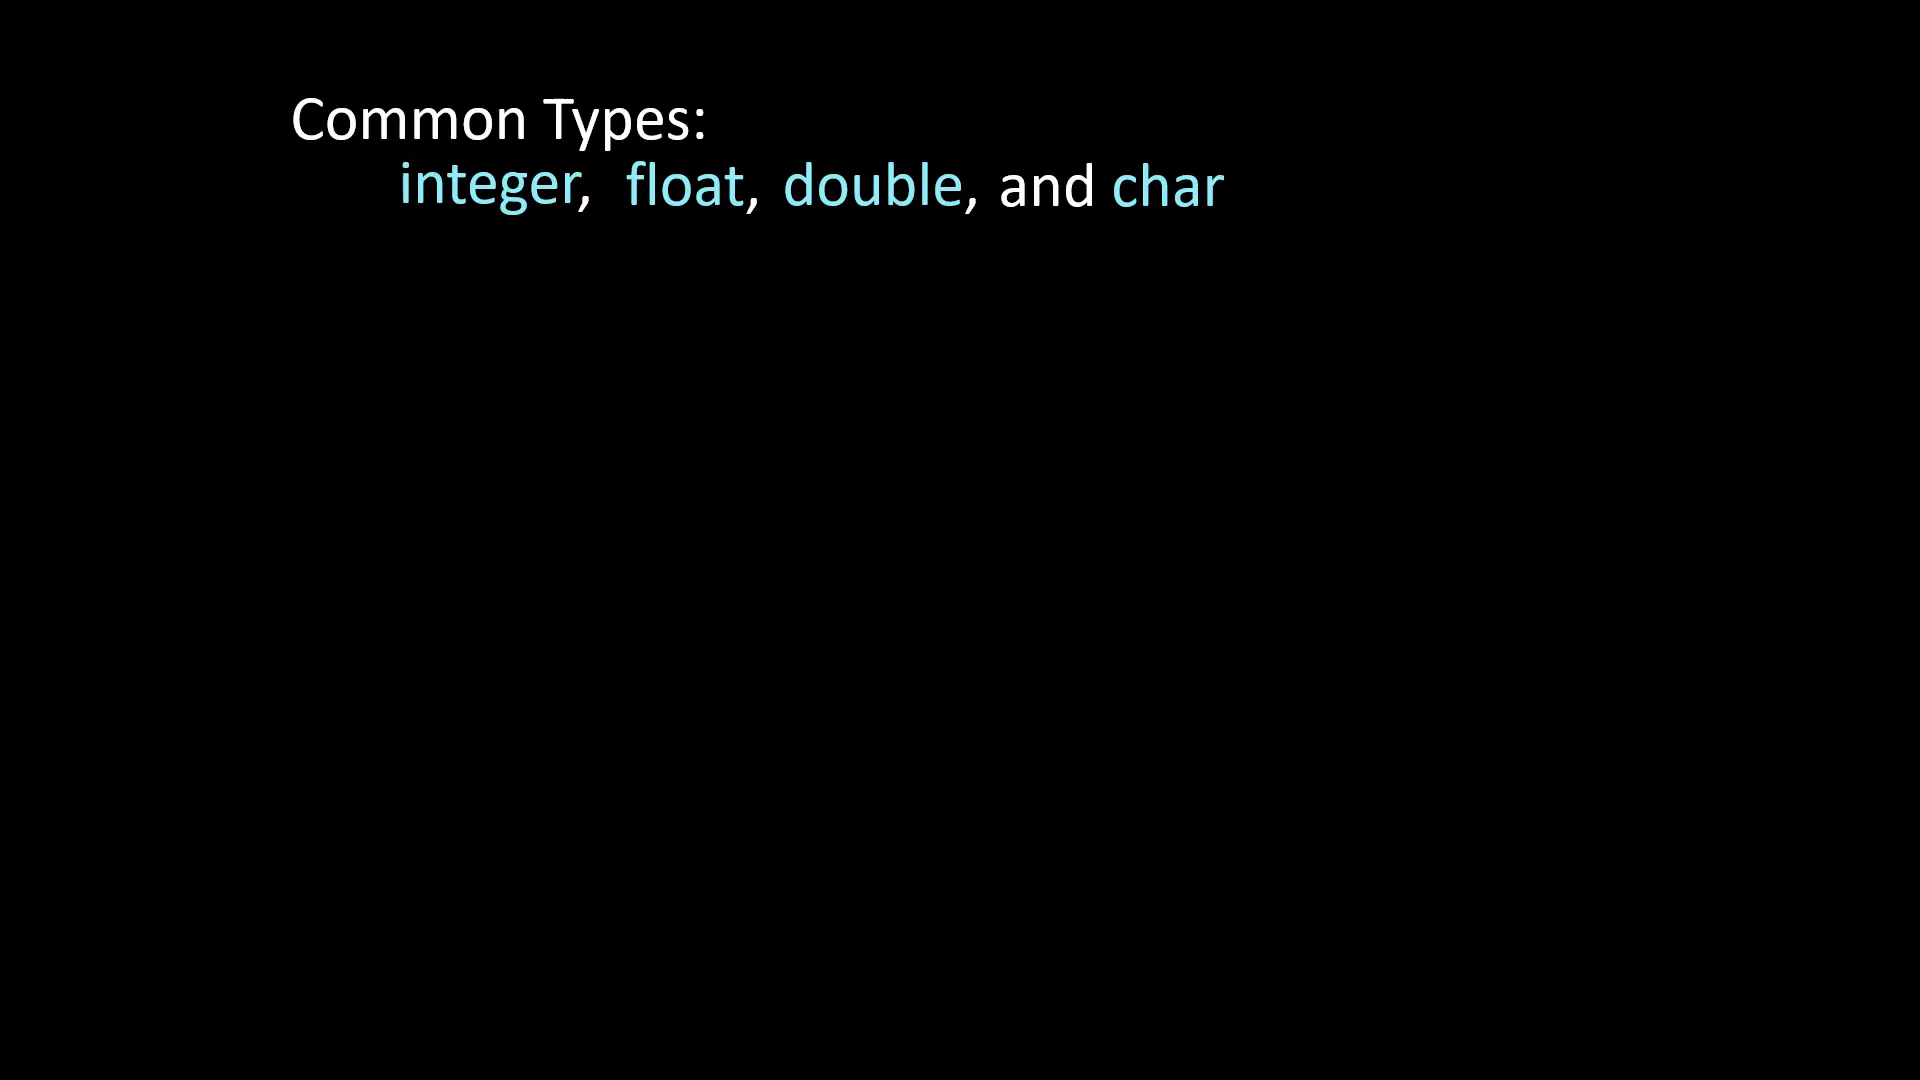 Common Types:
integer, float, double, and char